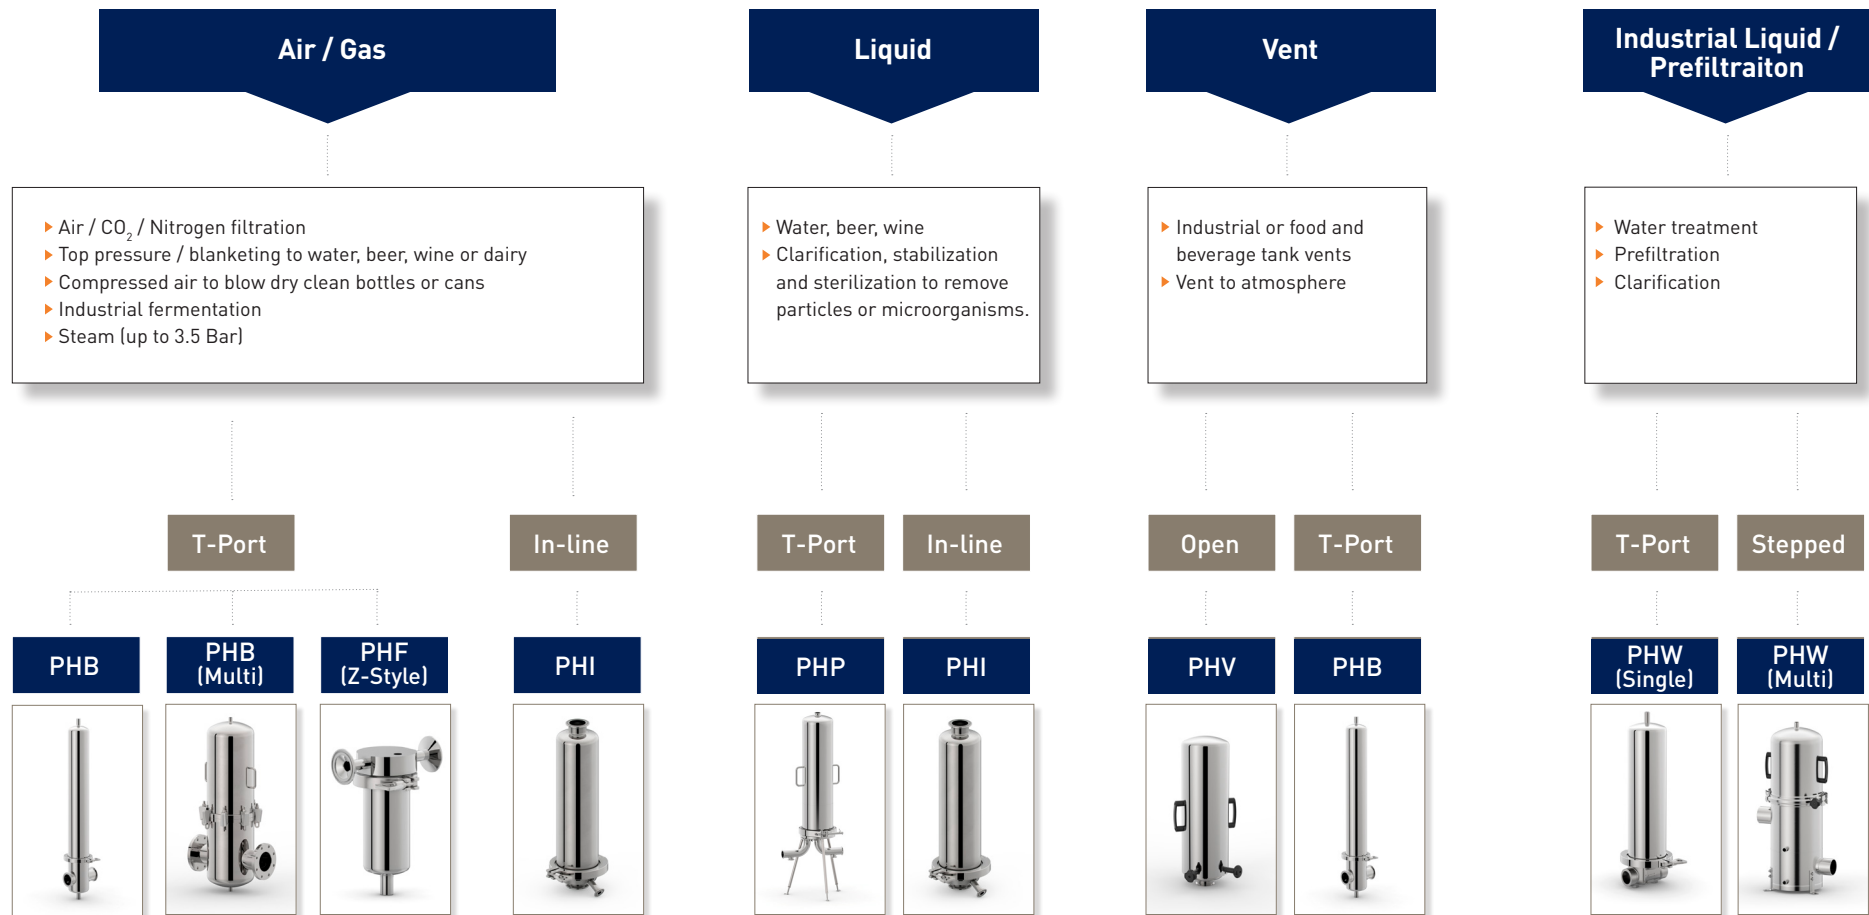 Air / Gas
Liquid
Vent
Industrial Liquid /
Prefiltraiton
Air / CO₂ / Nitrogen filtration
Top pressure / blanketing to water, beer, wine or dairy
Compressed air to blow dry clean bottles or cans
Industrial fermentation
Steam (up to 3.5 Bar)
Water, beer, wine
Clarification, stabilization
and sterilization to remove
particles or microorganisms.
Industrial or food and
beverage tank vents
Vent to atmosphere
Water treatment
Prefiltration
Clarification
T-Port
In-line
T-Port
In-line
Open
T-Port
T-Port
Stepped
PHB
PHB
(Multi)
PHF
(Z-Style)
PHI
PHP
PHI
PHV
PHB
PHW
(Single)
PHW
(Multi)